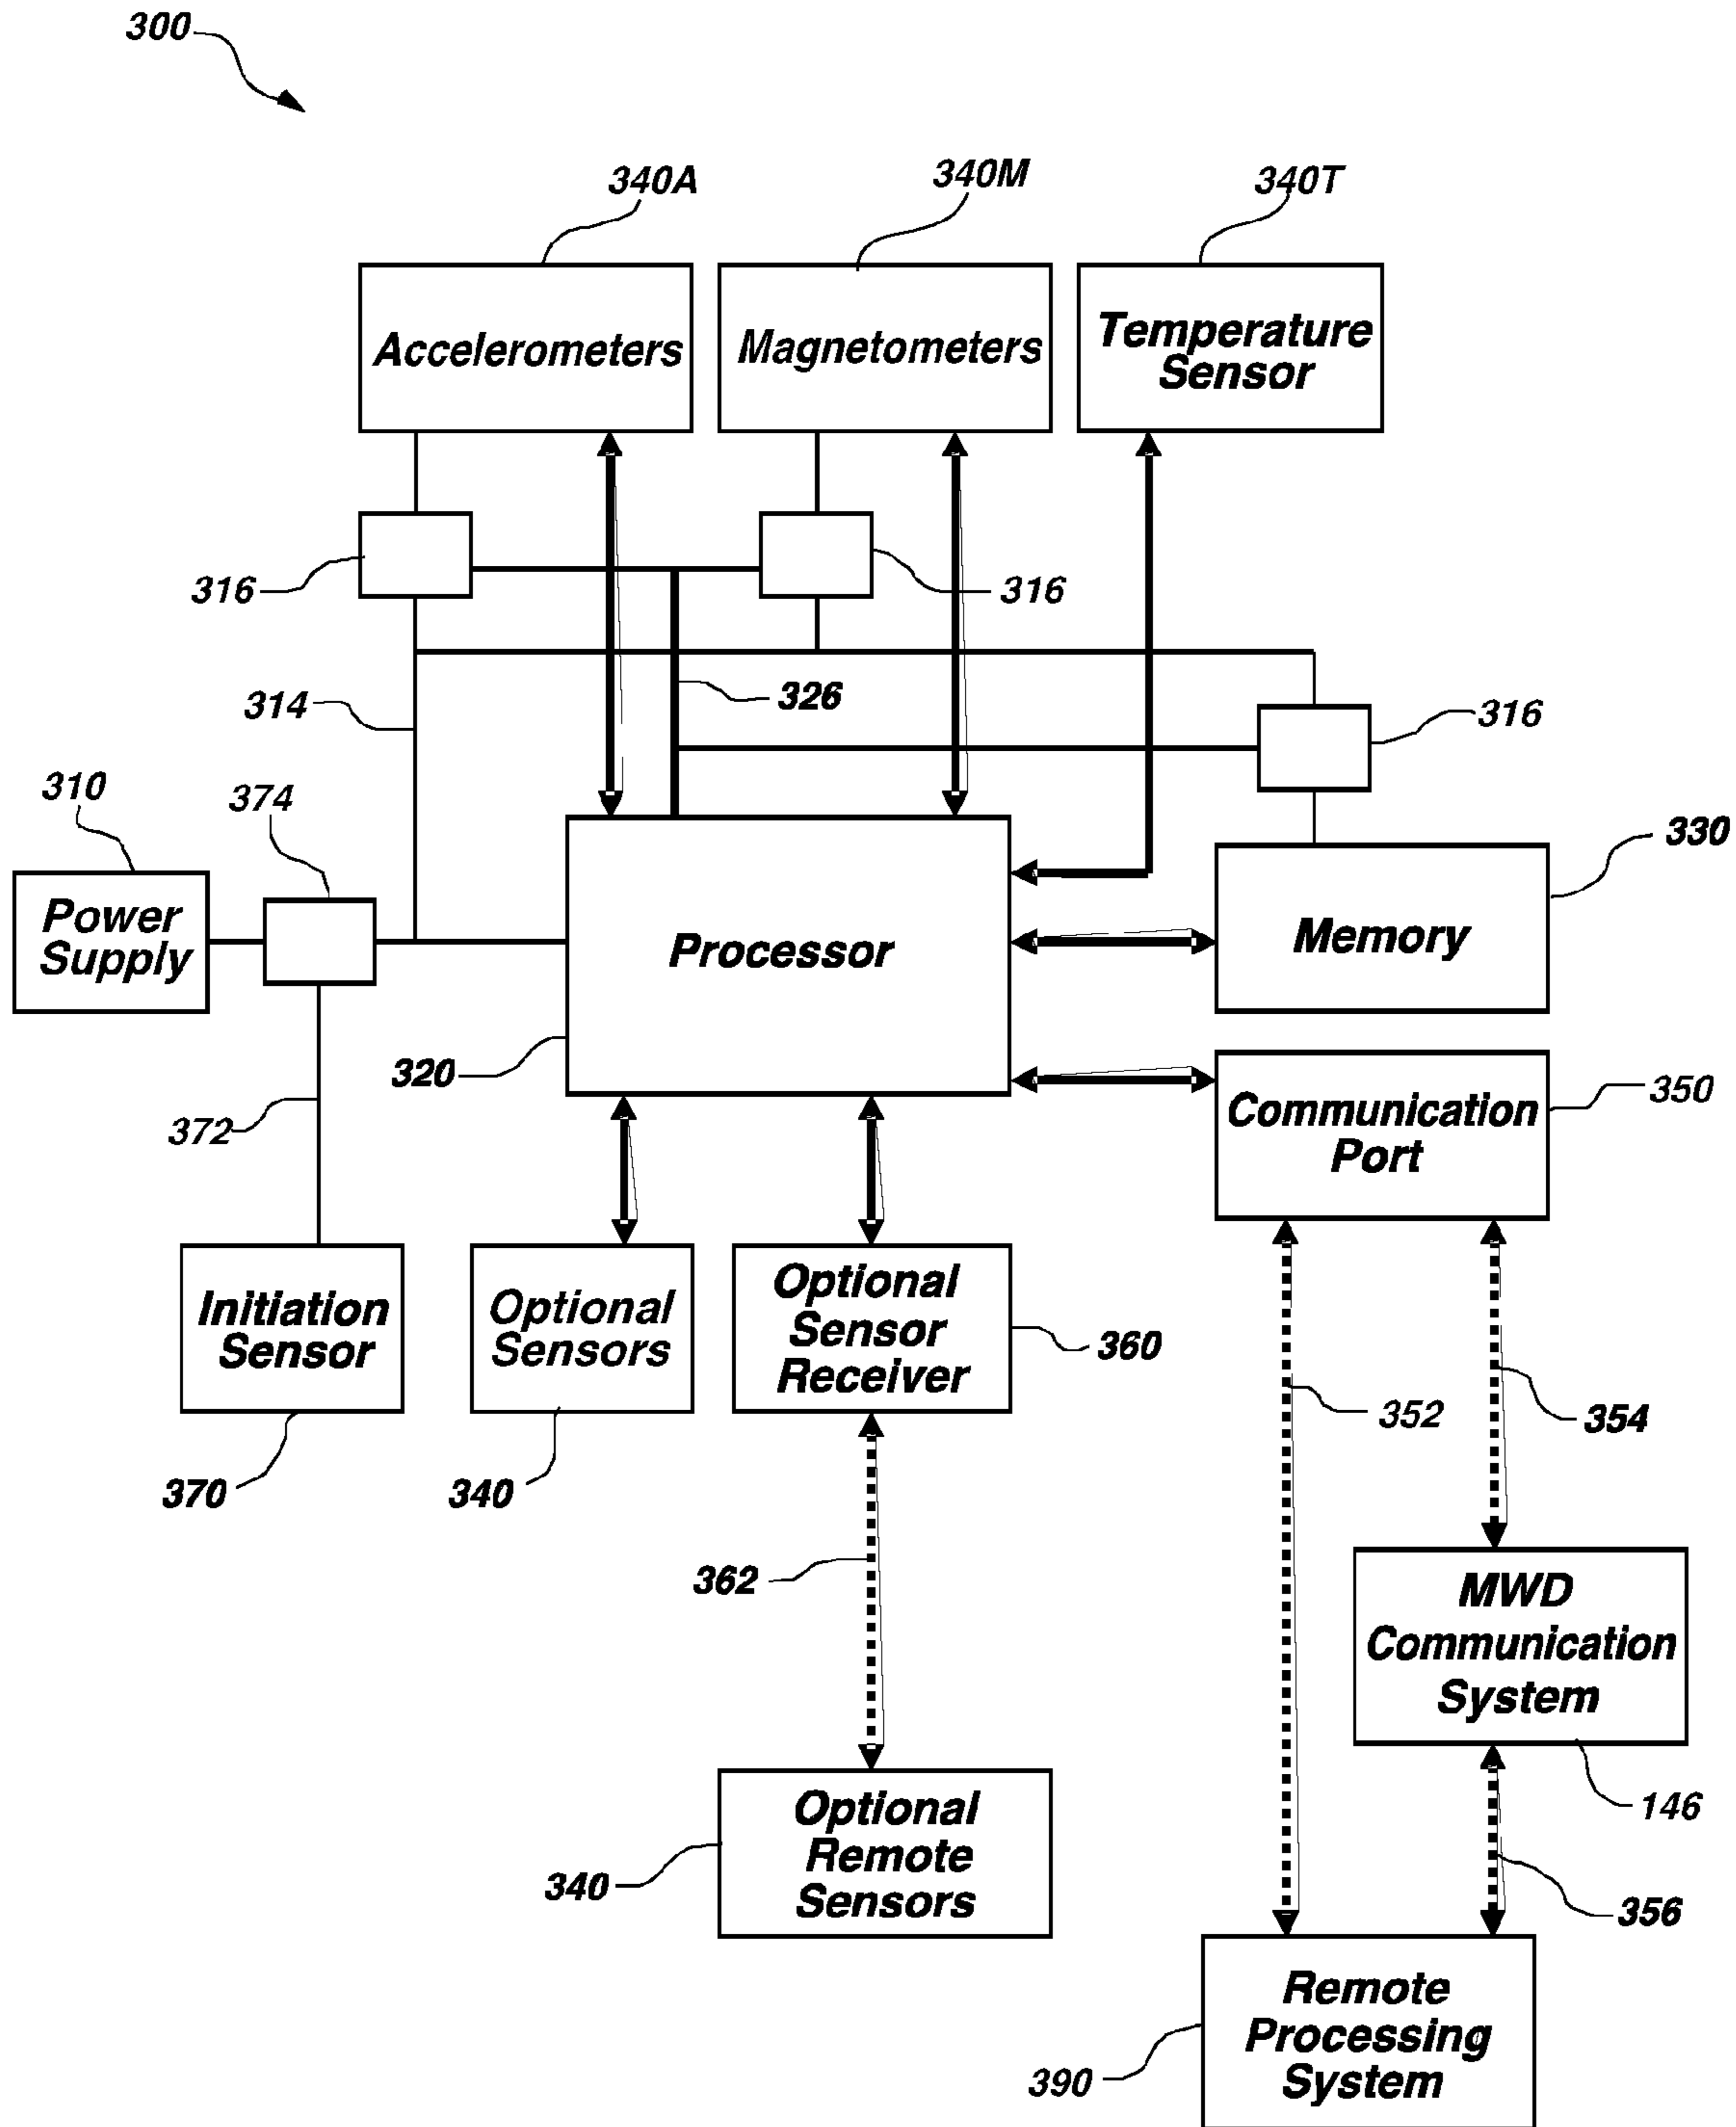 300
340A
340M
340T
Accelerometers
Magnetometers
Temperature
Sensor
316
316
314
326
316
310
374
330
Power
Supply
Processor
Memory
320
350
372
Communication
Port
Initiation
Sensor
Optional
Sensors
Optional
Sensor
Receiver
360
352
354
370
340
362
MWD
Communication
System
146
Optional
Remote
Sensors
340
356
Remote
Processing
System
390